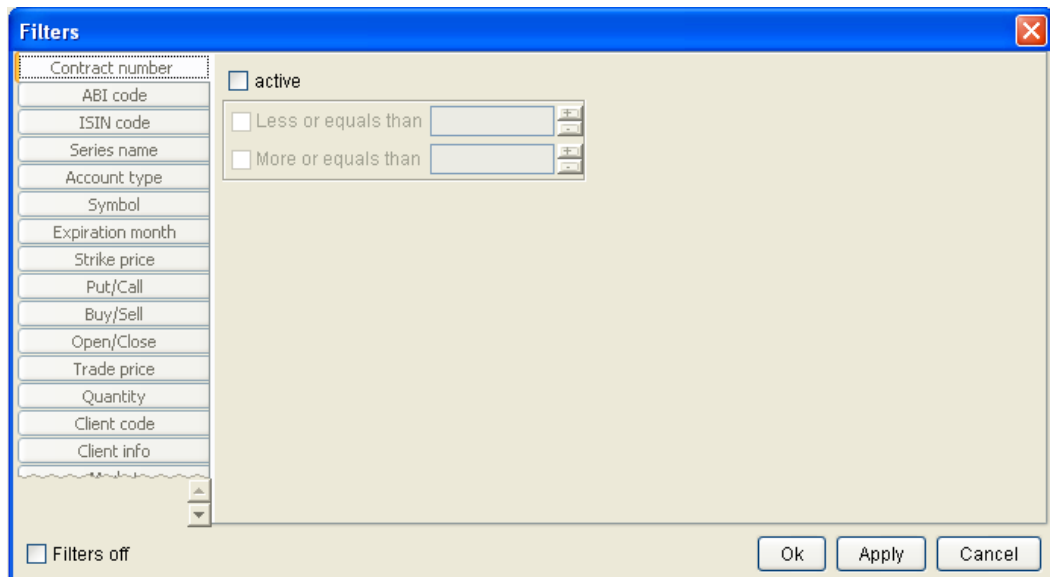 Filters
Contract number
ABI code
ISIN code
Series name
Account type
Symbol
Expiration month
Strike price
Put/Call
Buy/Sell
Open/Close
Trade price
Quantity
Client code
Client info
active
Less or equals than
More or equals than
Filters off
Ok
Apply
Cancel